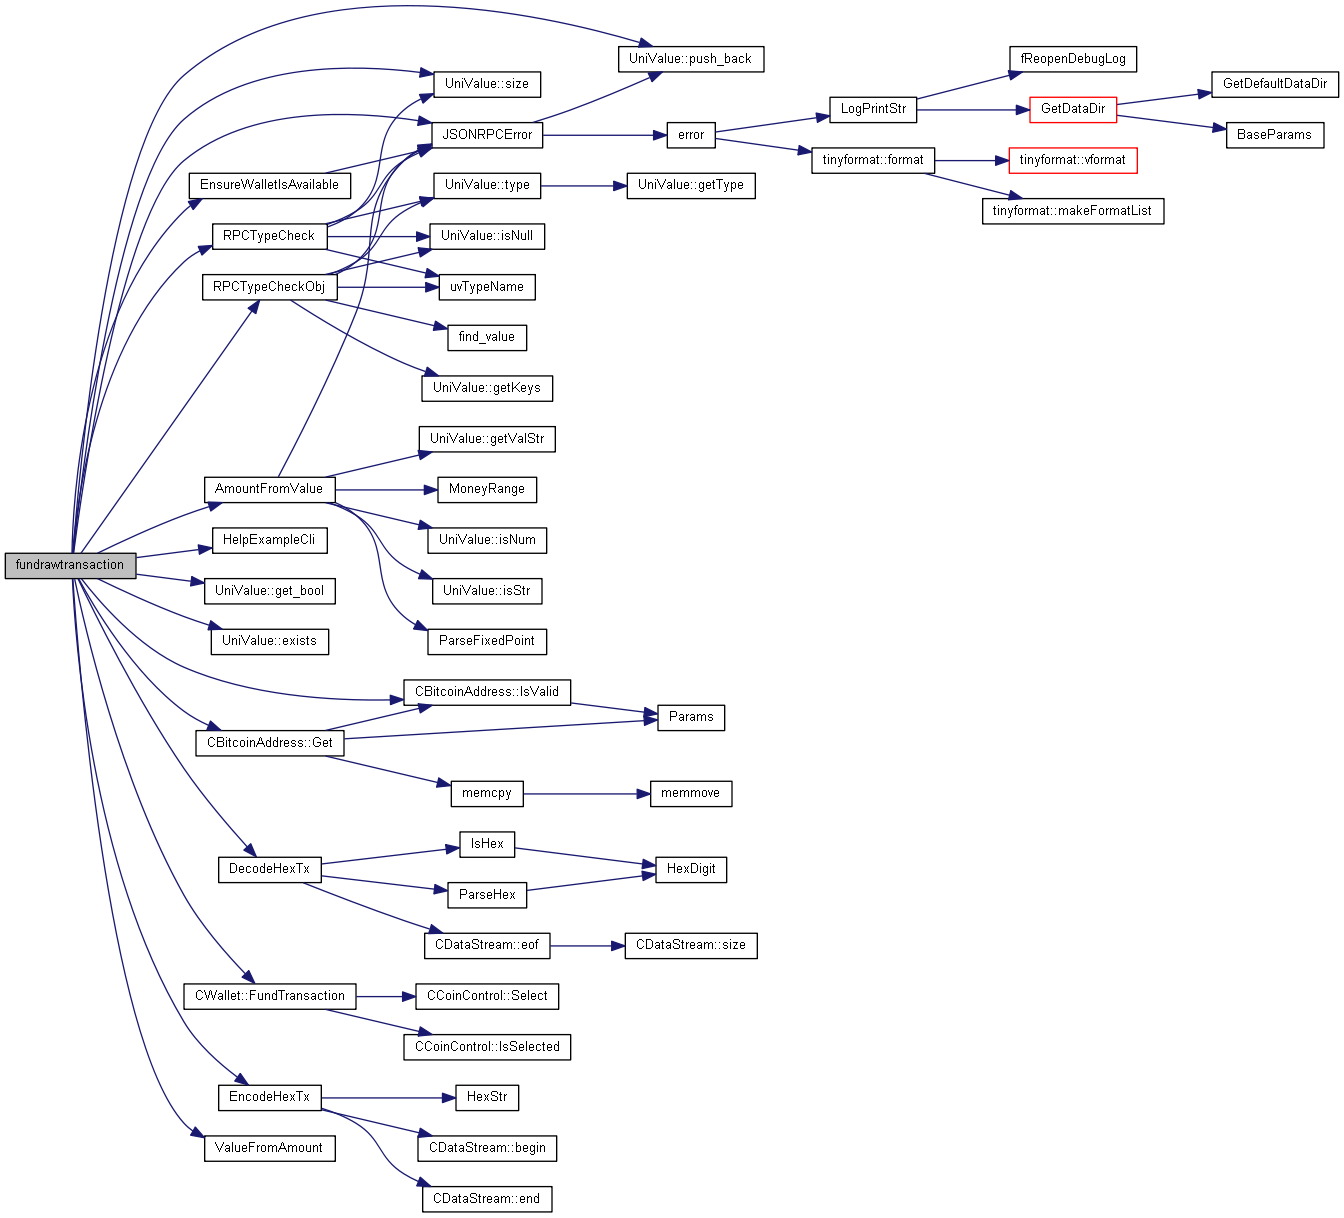 UniValue::push_back
fReopenDebugLog
UniValue::size
GetDefaultDataDir
LogPrintStr
GetDataDir
JSONRPCError
error
BaseParams
tinyformat::format
tinyformat::vformat
EnsureWalletIsAvailable
UniValue::type
UniValue::getType
tinyformat::makeFormatList
RPCTypeCheck
UniValue::isNull
RPCTypeCheckObj
uvTypeName
find_value
UniValue::getKeys
UniValue::getValStr
AmountFromValue
MoneyRange
HelpExampleCli
UniValue::isNum
fundrawtransaction
UniValue::get_bool
UniValue::isStr
UniValue::exists
ParseFixedPoint
CBitcoinAddress::IsValid
Params
CBitcoinAddress::Get
memcpy
memmove
IsHex
DecodeHexTx
HexDigit
ParseHex
CDataStream::eof
CDataStream::size
CWallet::FundTransaction
CCoinControl::Select
CCoinControl::IsSelected
EncodeHexTx
HexStr
ValueFromAmount
CDataStream::begin
CDataStream::end